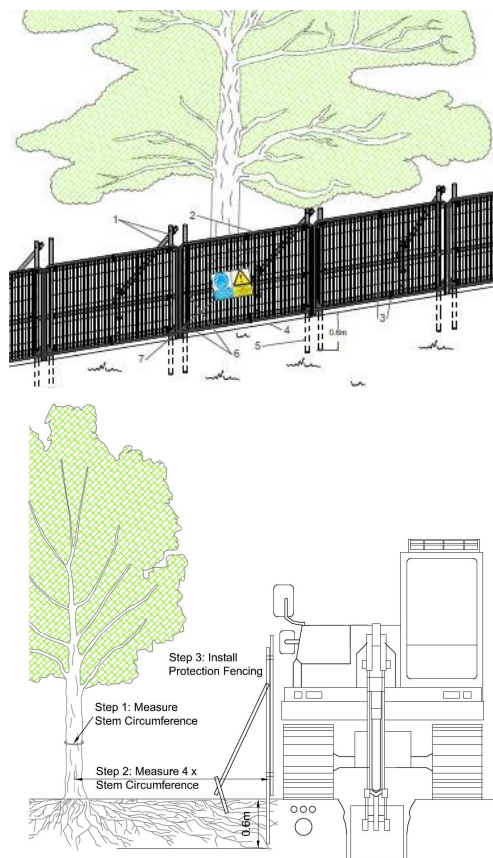 1
2
3
4
5
6
7
0.6m
Step 3: Install
Protection Fencing
Step 1: Measure
Stem Circumference
Step 2: Measure 4 x
Stem Circumference
0.6m